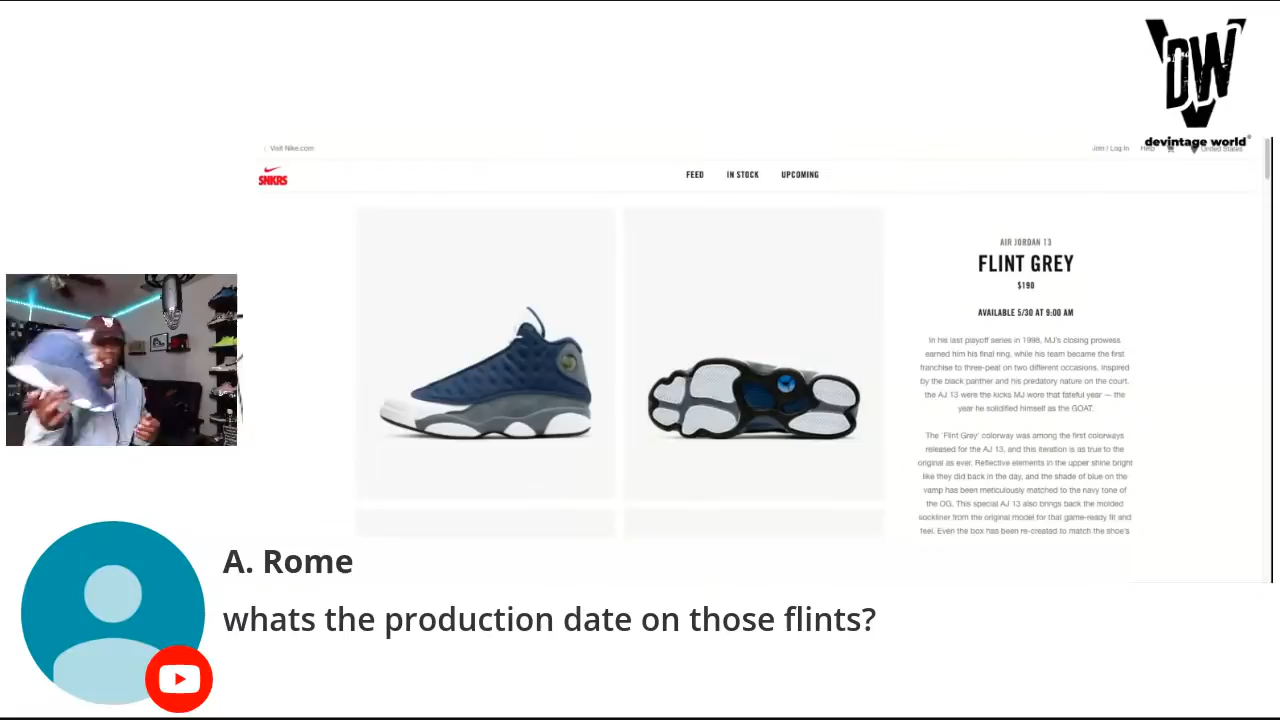 DW
devintage world®
Visit Nike.com
Join / Log In Help United States
SNKRS
FEED IN STOCK UPCOMING
AIR JORDAN 13
FLINT GREY
$190
AVAILABLE 5/30 AT 9:00 AM
In his last playoff series in 1998, MJ's closing prowess
earned him his final ring, while his team became the first
franchise to three-peat on two different occasions. Inspired
by the black panther and his predatory nature on the court,
the AJ 13 were the kicks MJ wore that fateful year — the
year he solidified himself as the GOAT.
The 'Flint Grey' colorway was among the first colorways
released for the AJ 13, and this iteration is as true to the
original as ever. Reflective elements in the upper shine bright
like they did back in the day, and the shade of blue on the
vamp has been meticulously matched to the navy tone of
the OG. This special AJ 13 also brings back the molded
sockliner from the original model for that game-ready fit and
feel. Even the box has been re-created to match the shoe's
A. Rome
whats the production date on those flints?